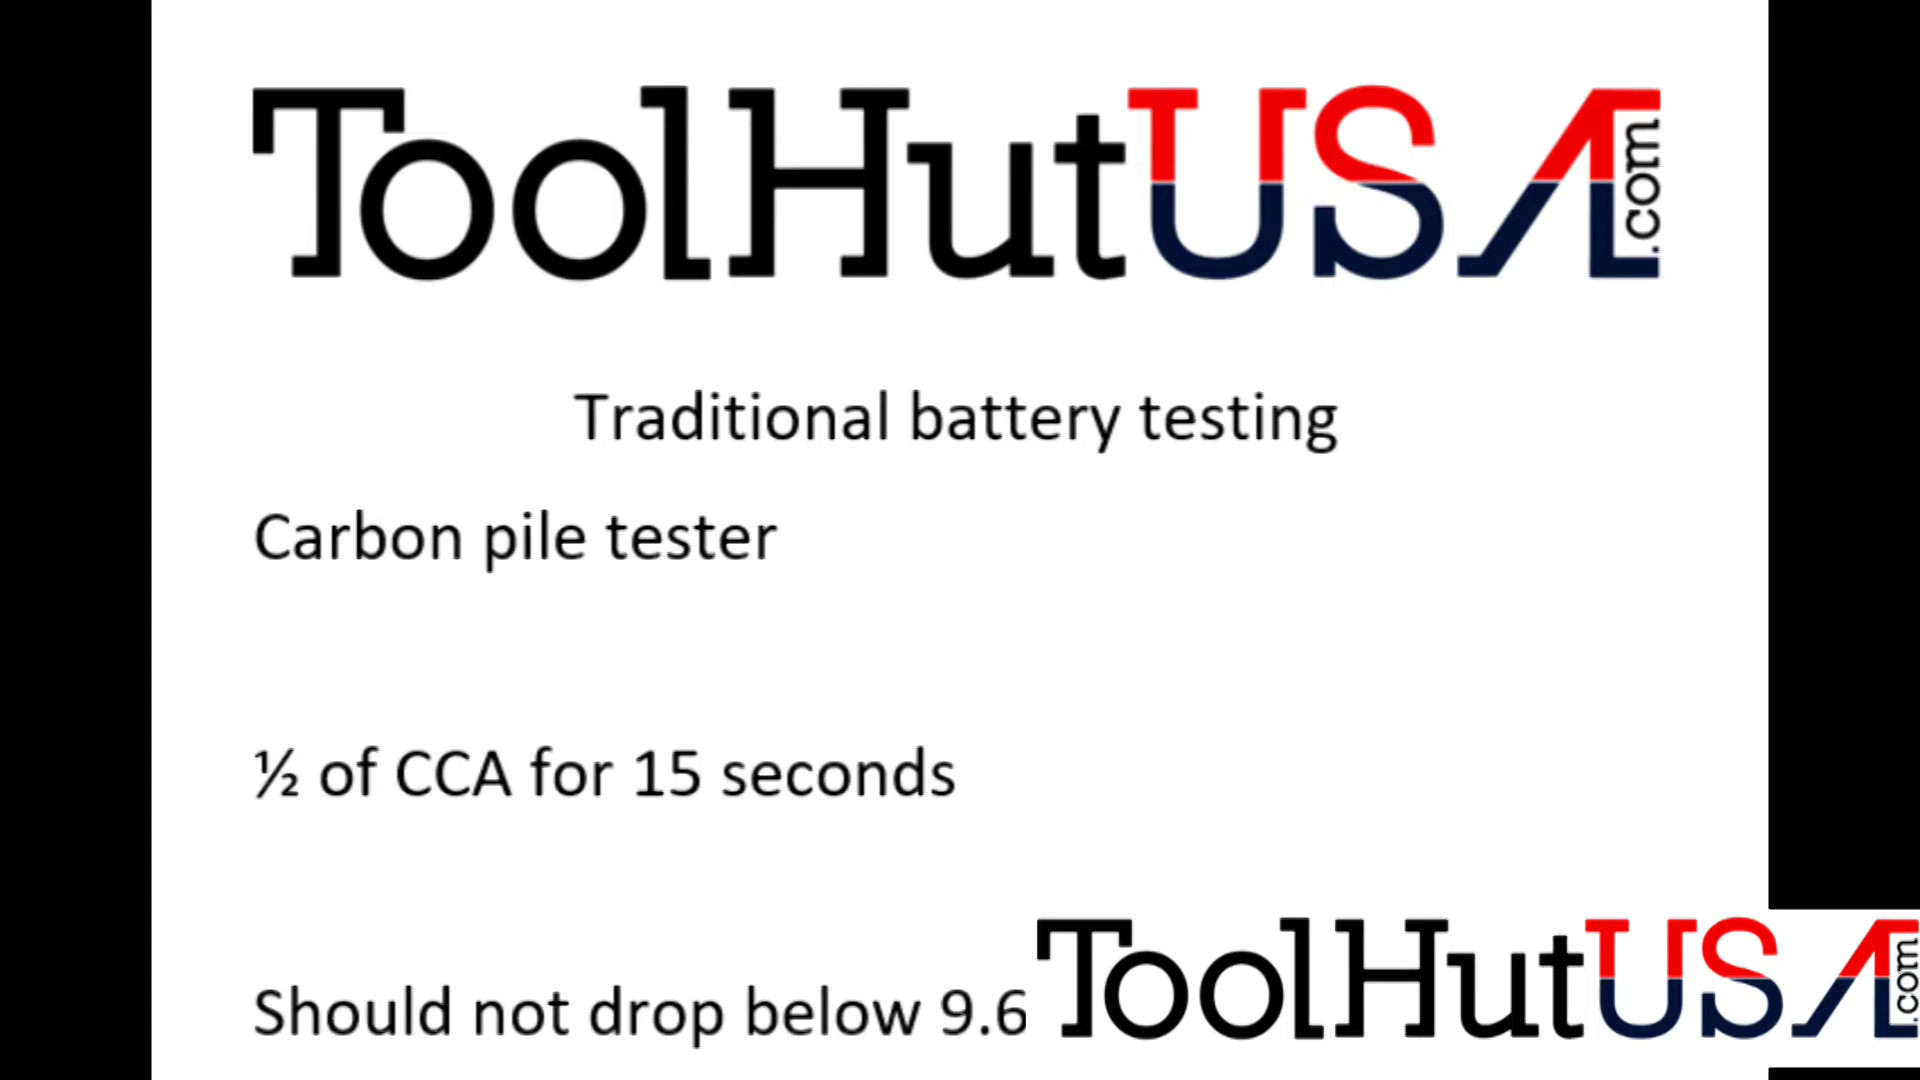 ToolHutUSA.com
Traditional battery testing
Carbon pile tester
½ of CCA for 15 seconds
Should not drop below 9.6
ToolHutUSA.com